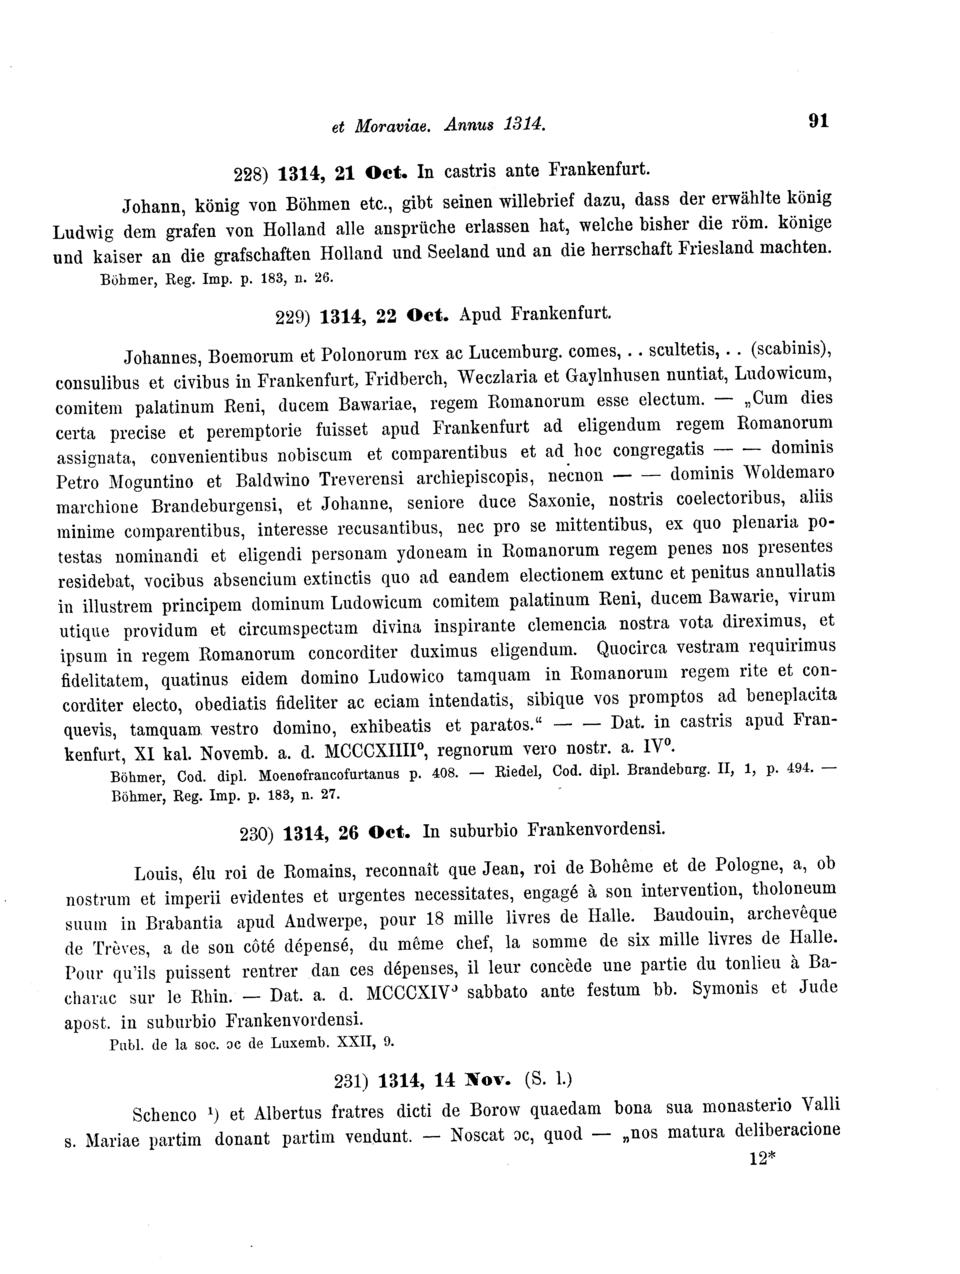 et Moraviae. Annus 1314. 91
228) 1314, 21 Oct. In castris ante Frankenfurt.
Johann, könig von Böhmen etc., gibt seinen willebrief dazu, dass der erwählte könig
Ludwig dem grafen von Holland alle ansprüche erlassen hat, welche bisher die röm. könige
und kaiser an die grafschaften Holland und Seeland und an die herrschaft Friesland machten.
Böhmer, Reg. Imp. p. 183, n. 26.
229) 1314, 22 Oct. Apud Frankenfurt.
Johannes, Boemorum et Polonorum rex ac Lucemburg. comes, . . scultetis, . . (scabinis),
consulibus et civibus in Frankenfurt, Fridberch, Weczlaria et Gaylnhusen nuntiat, Ludowicum,
comitem palatinum Reni, ducem Bawariae, regem Romanorum esse electum. — „Cum dies
certa precise et peremptorie fuisset apud Frankenfurt ad eligendum regem Romanorum
assignata, convenientibus nobiscum et comparentibus et ad hoc congregatis — — dominis
Petro Moguntino et Baldwino Treverensi archiepiscopis, necnon — — dominis Woldemaro
marchione Brandeburgensi, et Johanne, seniore duce Saxonie, nostris coelectoribus, aliis
minime comparentibus, interesse recusantibus, nec pro se mittentibus, ex quo plenaria po-
testas nominandi et eligendi personam ydoneam in Romanorum regem penes nos presentes
residebat, vocibus absencium extinctis quo ad eandem electionem extunc et penitus annullatis
in illustrem principem dominum Ludowicum comitem palatinum Reni, ducem Bawarie, virum
utique providum et circumspectum divina inspirante clemencia nostra vota direximus, et
ipsum in regem Romanorum concorditer duximus eligendum. Quocirca vestram requirimus
fidelitatem, quatinus eidem domino Ludowico tamquam in Romanorum regem rite et con-
corditer electo, obediatis fideliter ac eciam intendatis, sibique vos promptos ad beneplacita
quevis, tamquam vestro domino, exhibeatis et paratos.“ — — Dat. in castris apud Fran-
kenfurt, XI kal. Novemb. a. d. MCCCXIIII⁰, regnorum vero nostr. a. IV⁰.
Böhmer, Cod. dipl. Moenofrancofurtanus p. 408. — Riedel, Cod. dipl. Brandeburg. II, 1, p. 494. —
Böhmer, Reg. Imp. p. 183, n. 27.
230) 1314, 26 Oct. In suburbio Frankenvordensi.
Louis, élu roi de Romains, reconnaît que Jean, roi de Bohême et de Pologne, a, ob
nostrum et imperii evidentes et urgentes necessitates, engagé à son intervention, tholoneum
suum in Brabantia apud Andwerpe, pour 18 mille livres de Halle. Baudouin, archevêque
de Trèves, a de son côté dépensé, du même chef, la somme de six mille livres de Halle.
Pour qu'ils puissent rentrer dan ces dépenses, il leur concède une partie du tonlieu à Ba-
charac sur le Rhin. — Dat. a. d. MCCCXIV⁰ sabbato ante festum bb. Symonis et Jude
apost. in suburbio Frankenvordensi.
Publ. de la soc. ɔc de Luxemb. XXII, 9.
231) 1314, 14 Nov. (S. l.)
Schenco ¹) et Albertus fratres dicti de Borow quaedam bona sua monasterio Valli
s. Mariae partim donant partim vendunt. — Noscat ɔc, quod — „nos matura deliberacione
12*